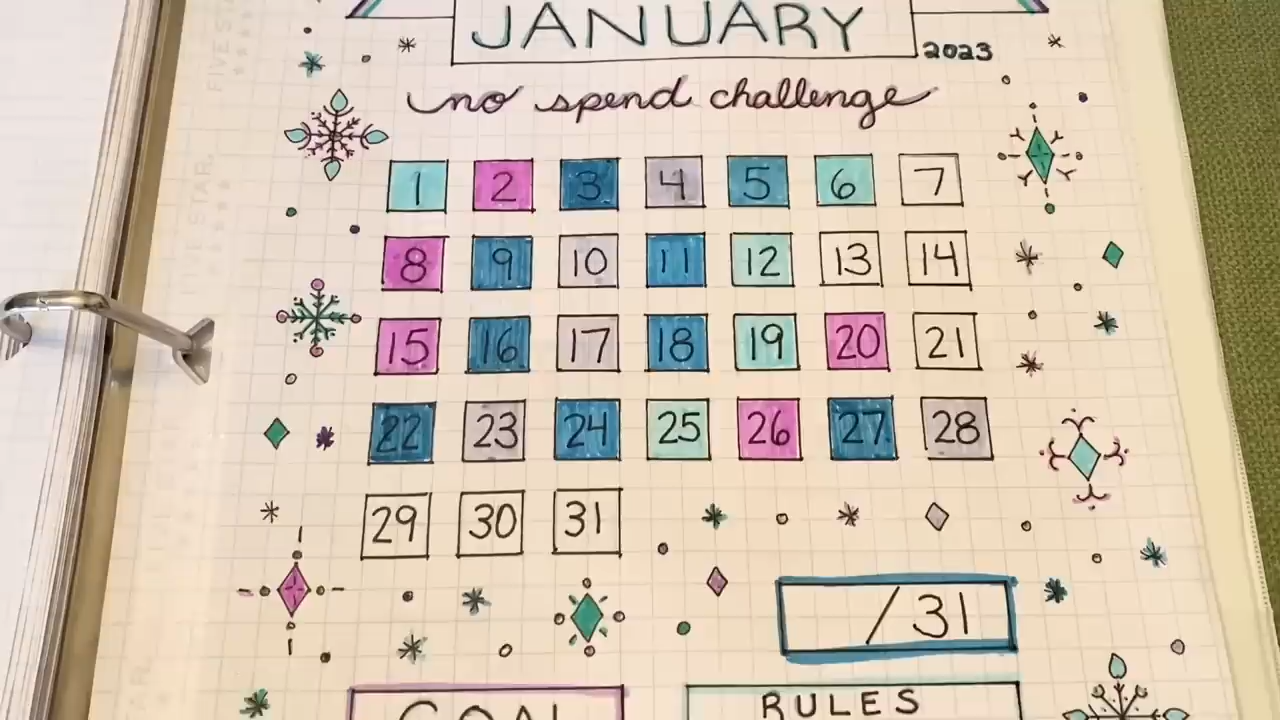 JANUARY
2023
no spend challenge
1 2 3 4 5 6 7
8 9 10 11 12 13 14
15 16 17 18 19 20 21
22 23 24 25 26 27 28
29 30 31
/31
GOAL RULES